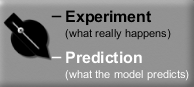 Experiment
(what really happens)
Prediction
(what the model predicts)